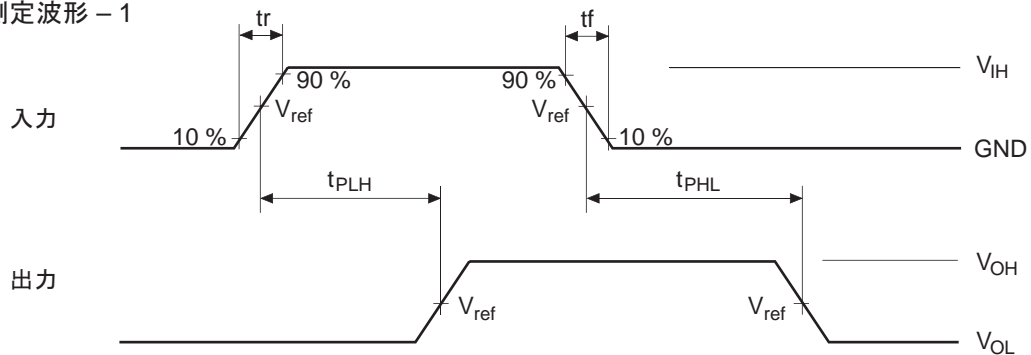 測定波形 – 1
tr
tf
90 %
90 %
V_IH
入力
V_ref
V_ref
10 %
10 %
GND
t_PLH
t_PHL
V_OH
出力
V_ref
V_ref
V_OL